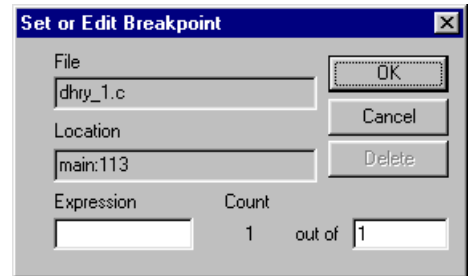 Set or Edit Breakpoint
File
OK
dhry_1.c
Cancel
Location
Delete
main:113
Expression Count
1 out of 1